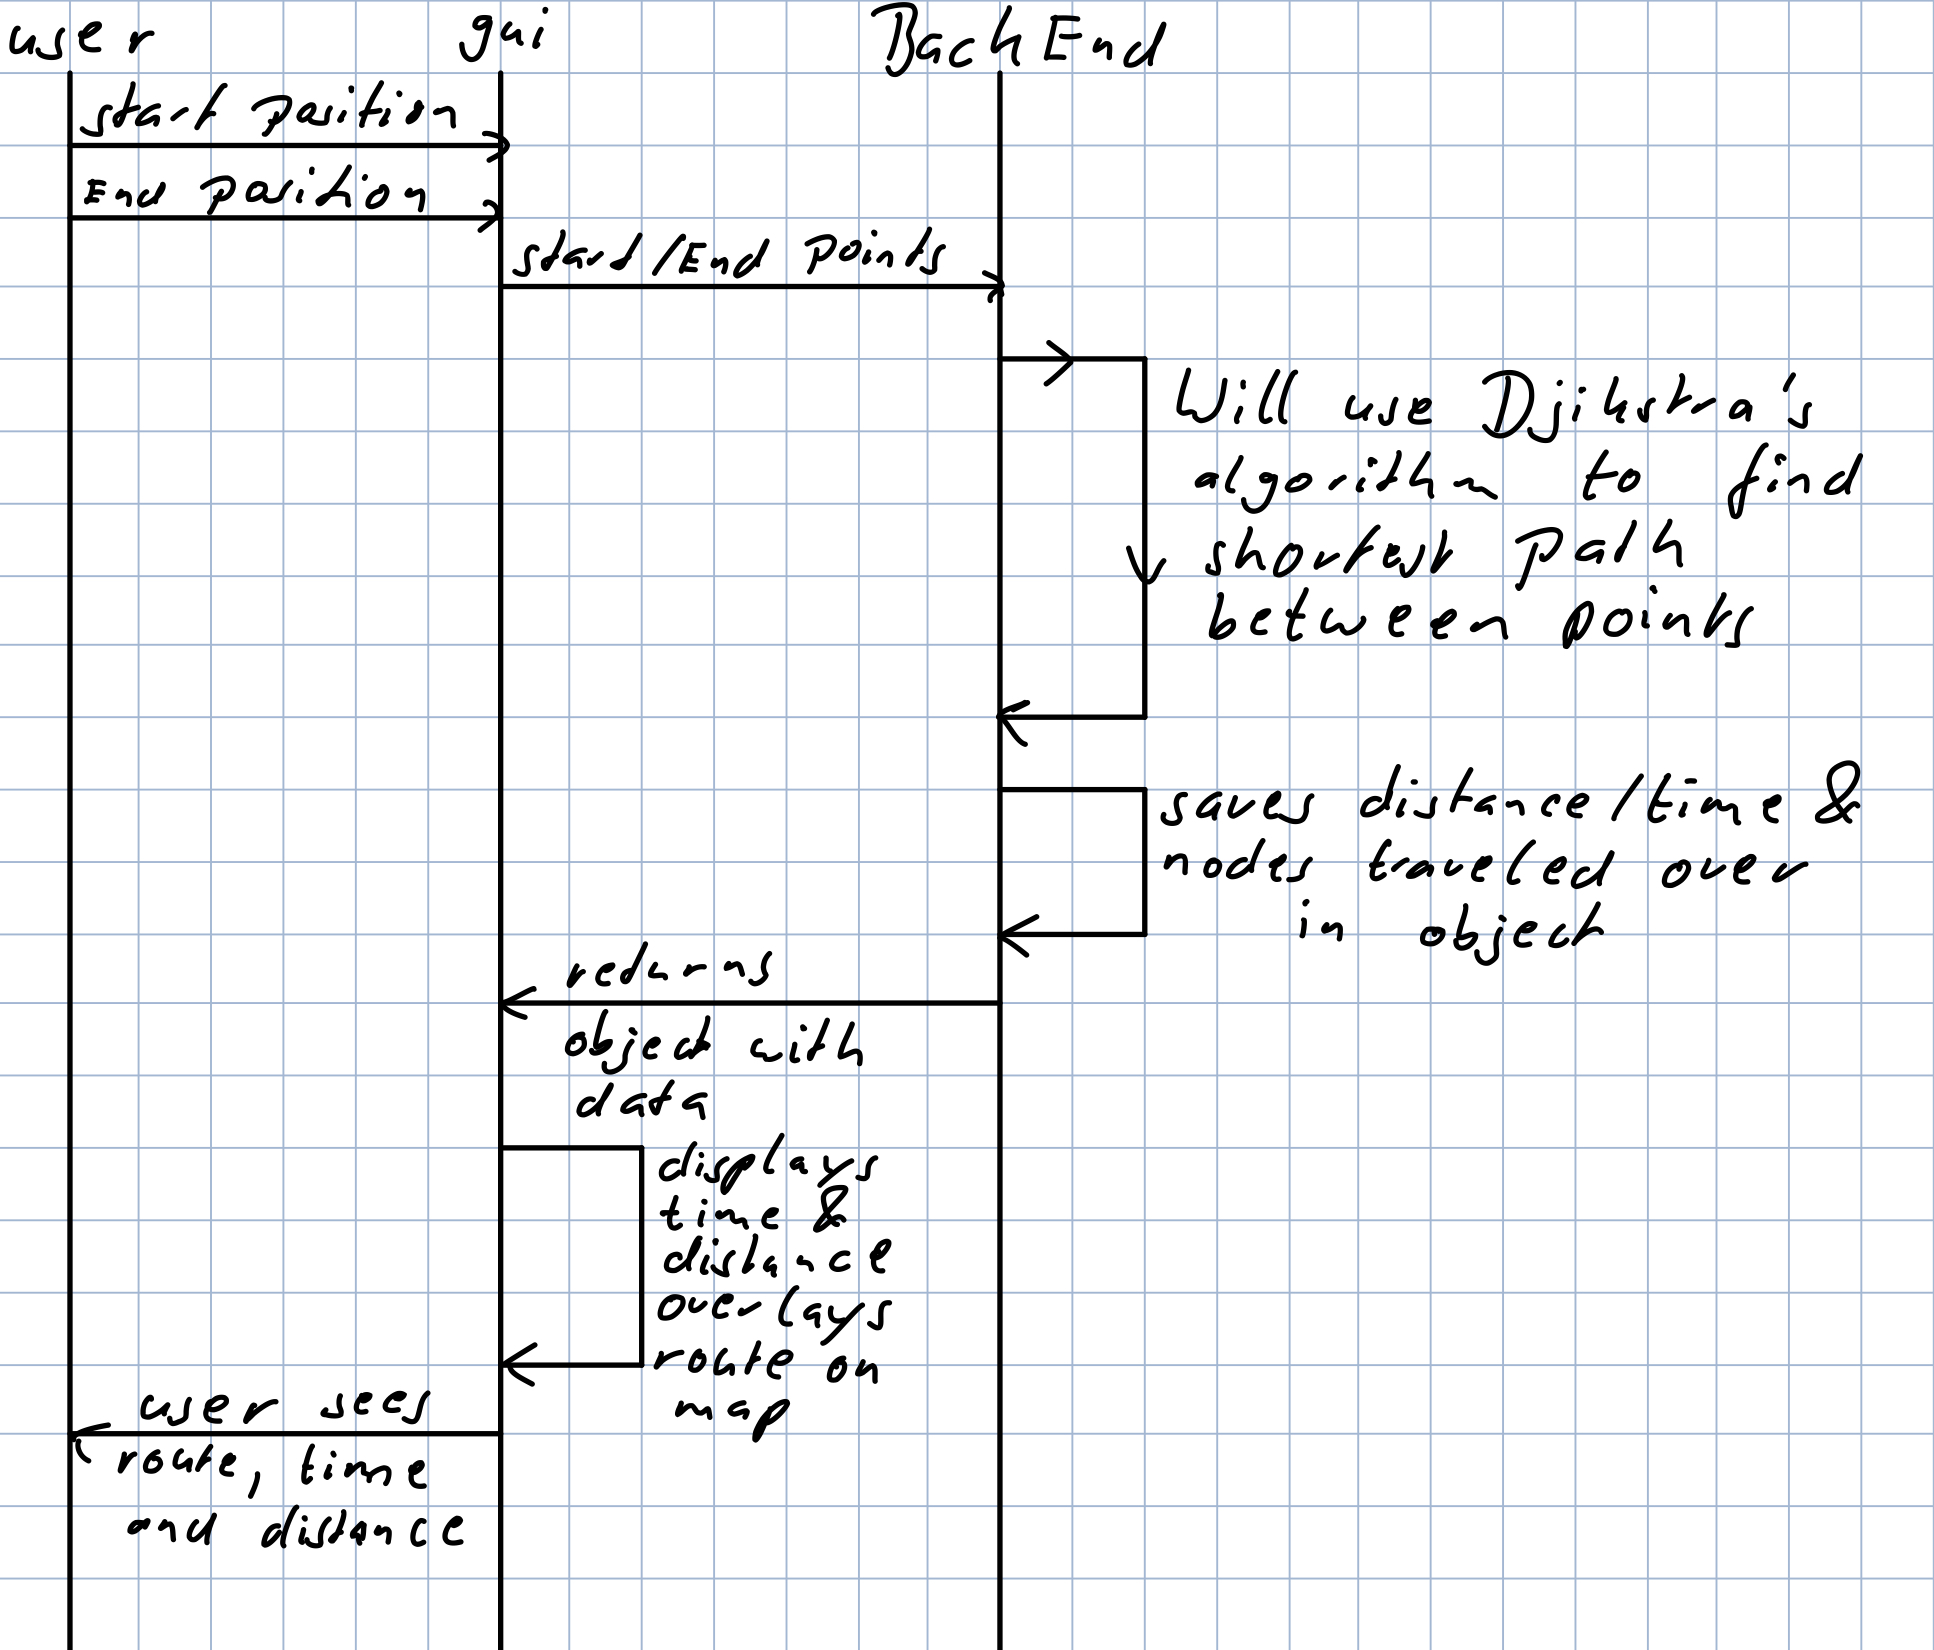 user gui Back End
start position
End position
start/End points
Will use Djikstra's
algorithm to find
shortest path
between points
saves distance/time &
nodes traveled over
in object
returns
object with
data
displays
time &
distance
overlays
route on
map
user sees
route, time
and distance